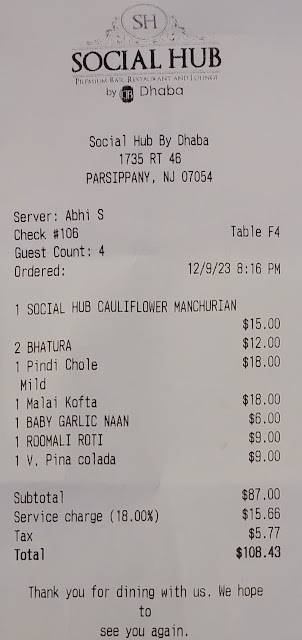 SH
SOCIAL HUB
PREMIUM BAR, RESTAURANT AND LOUNGE
by DB Dhaba
Social Hub By Dhaba
1735 RT 46
PARSIPPANY, NJ 07054
Server: Abhi S
Check #106 Table F4
Guest Count: 4
Ordered: 12/9/23 8:16 PM
1 SOCIAL HUB CAULIFLOWER MANCHURIAN
$15.00
2 BHATURA $12.00
1 Pindi Chole $18.00
Mild
1 Malai Kofta $18.00
1 BABY GARLIC NAAN $6.00
1 ROOMALI ROTI $9.00
1 V. Pina colada $9.00
Subtotal $87.00
Service charge (18.00%) $15.66
Tax $5.77
Total $108.43
Thank you for dining with us. We hope
to
see you again.